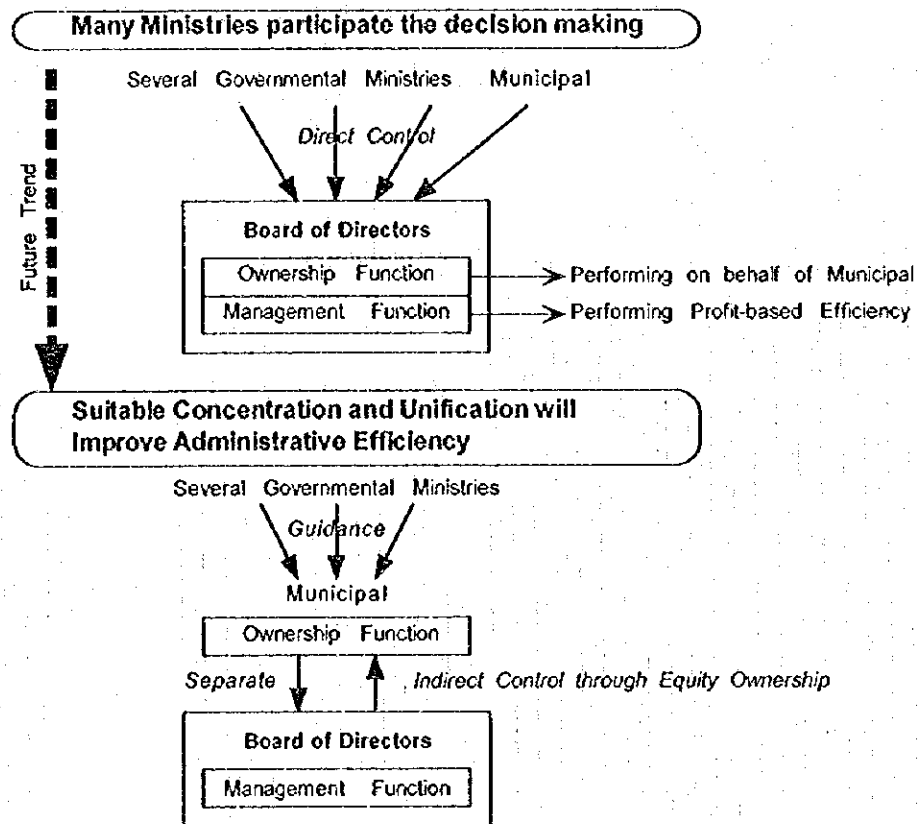 Many Ministries participate the decision making
Several Governmental Ministries Municipal
Direct Control
Future Trend
Board of Directors
Ownership Function
Performing on behalf of Municipal
Management Function
Performing Profit-based Efficiency
Suitable Concentration and Unification will
Improve Administrative Efficiency
Several Governmental Ministries
Guidance
Municipal
Ownership Function
Separate
Indirect Control through Equity Ownership
Board of Directors
Management Function